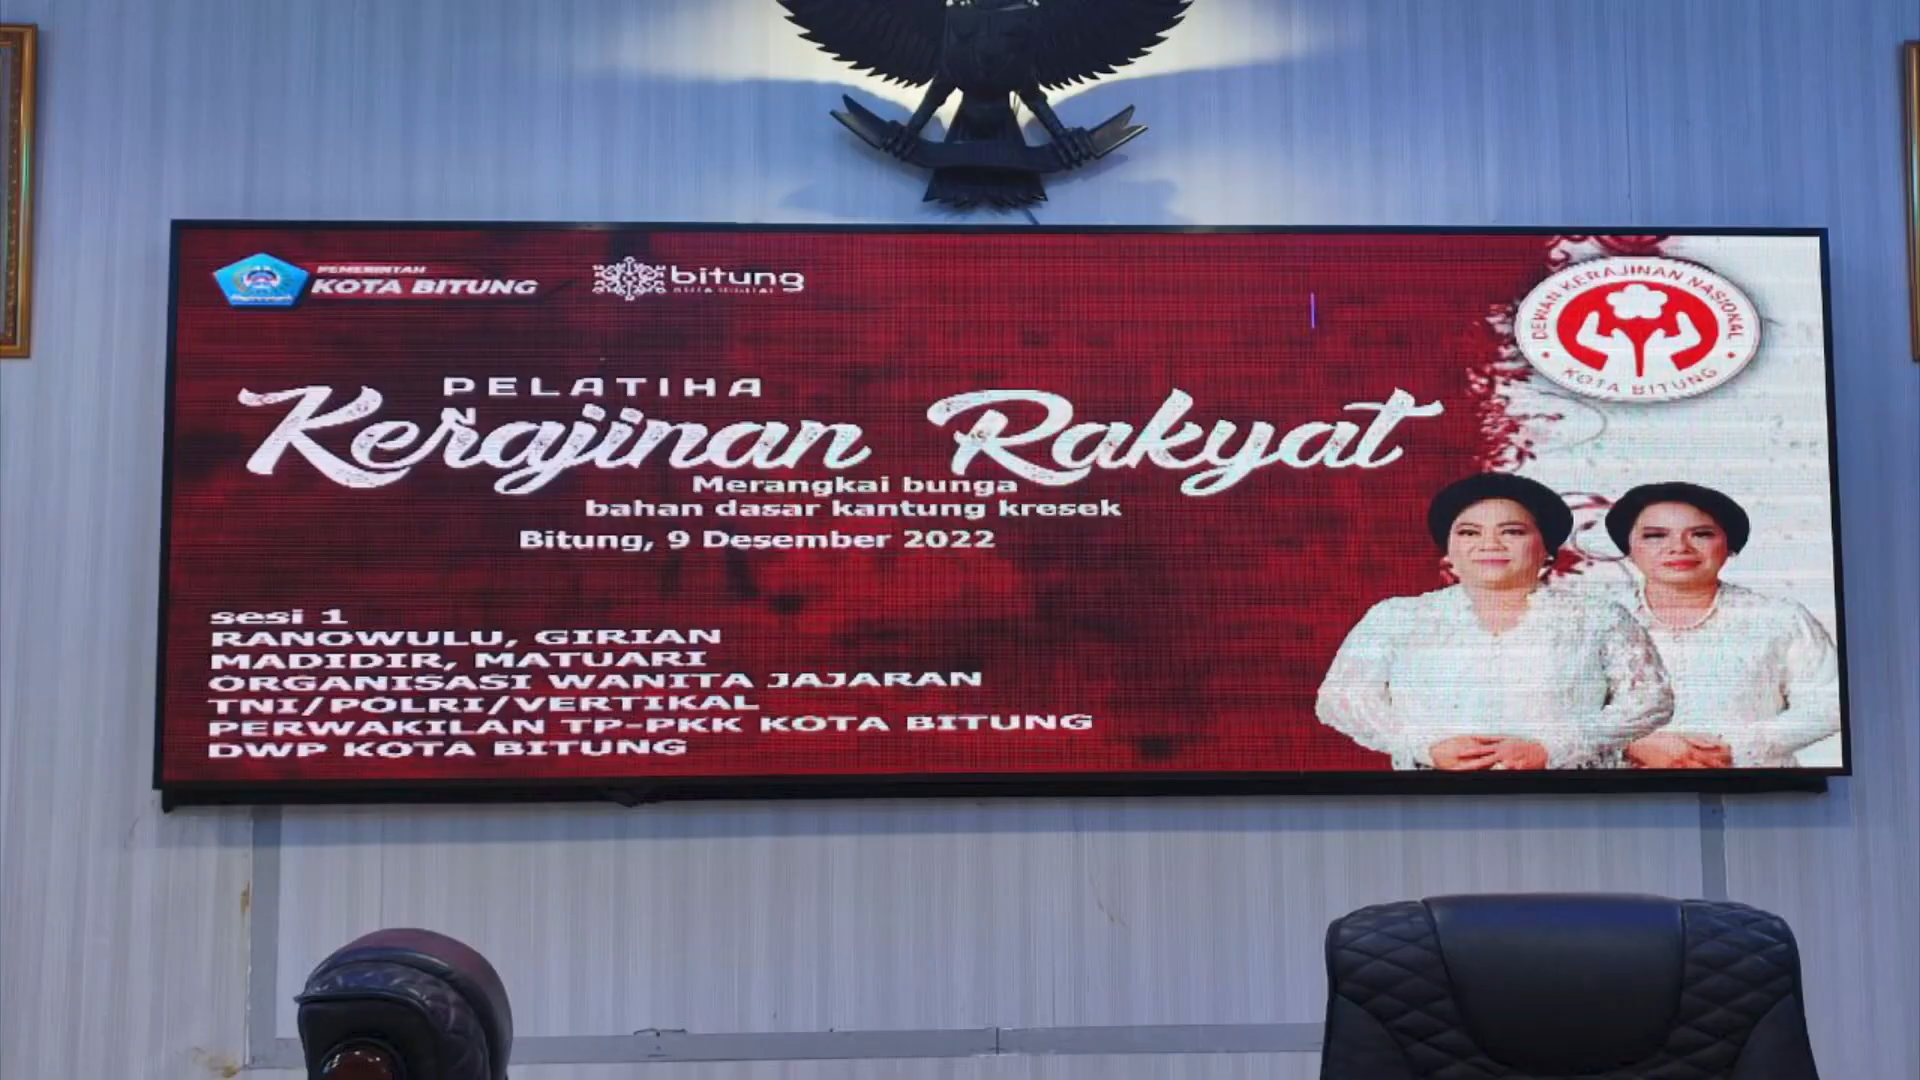 PEMERINTAH
KOTA BITUNG
bitung
DEWAN KERAJINAN NASIONAL
KOTA BITUNG
PELATIHA
N
Kerajinan Rakyat
Merangkai bunga
bahan dasar kantung kresek
Bitung, 9 Desember 2022
sesi 1
RANOWULU, GIRIAN
MADIDIR, MATUARI
ORGANISASI WANITA JAJARAN
TNI/POLRI/VERTIKAL
PERWAKILAN TP-PKK KOTA BITUNG
DWP KOTA BITUNG